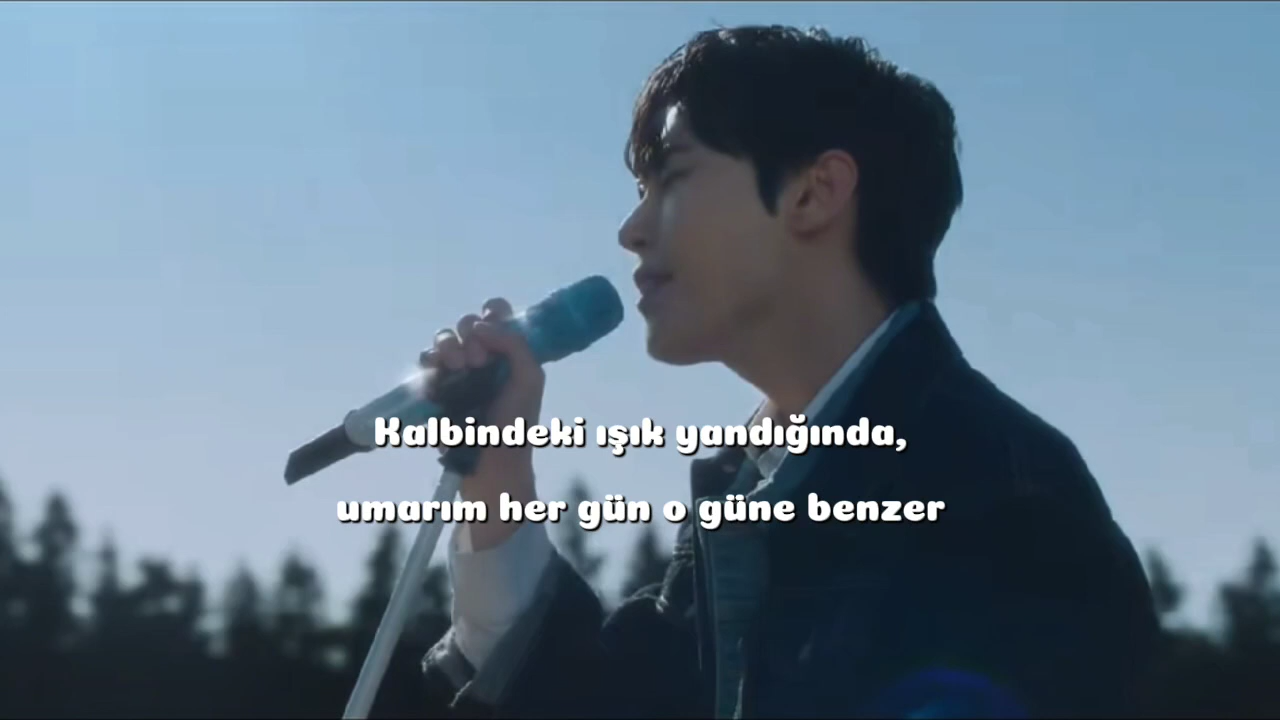 Kalbindeki ışık yandığında,
umarım her gün o güne benzer